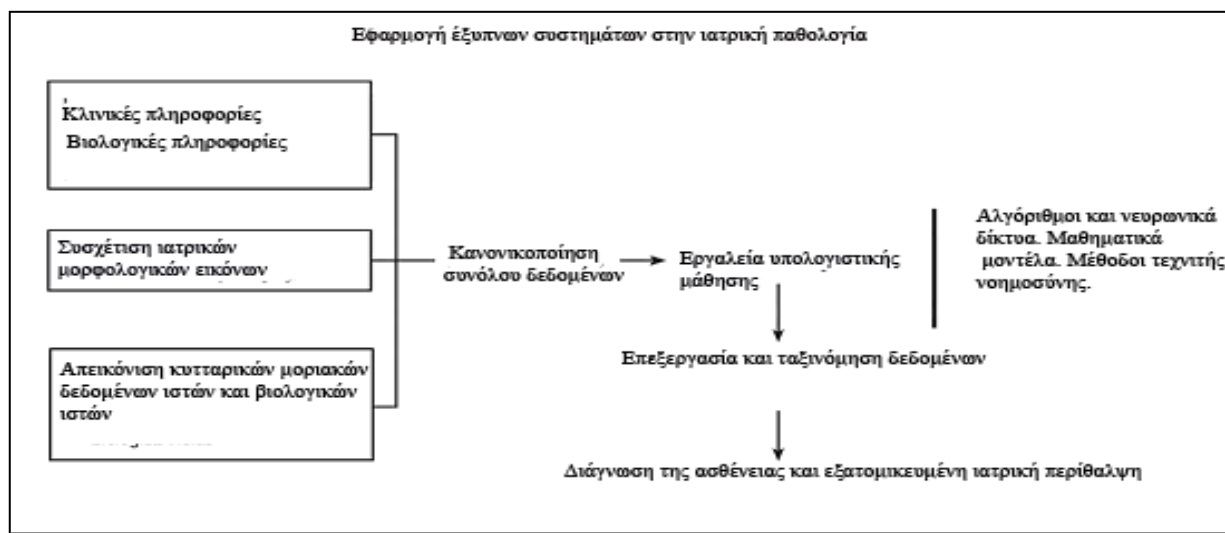 Εφαρμογή έξυπνων συστημάτων στην ιατρική παθολογία
Κλινικές πληροφορίες
Βιολογικές πληροφορίες
Συσχέτιση ιατρικών
μορφολογικών εικόνων
Απεικόνιση κυτταρικών μοριακών
δεδομένων ιστών και βιολογικών
ιστών
Κανονικοποίηση
συνόλου δεδομένων
Εργαλεία υπολογιστικής
μάθησης
Αλγόριθμοι και νευρωνικά
δίκτυα. Μαθηματικά
μοντέλα. Μέθοδοι τεχνιτής
νοημοσύνης.
Επεξεργασία και ταξινόμηση δεδομένων
Διάγνωση της ασθένειας και εξατομικευμένη ιατρική περίθαλψη